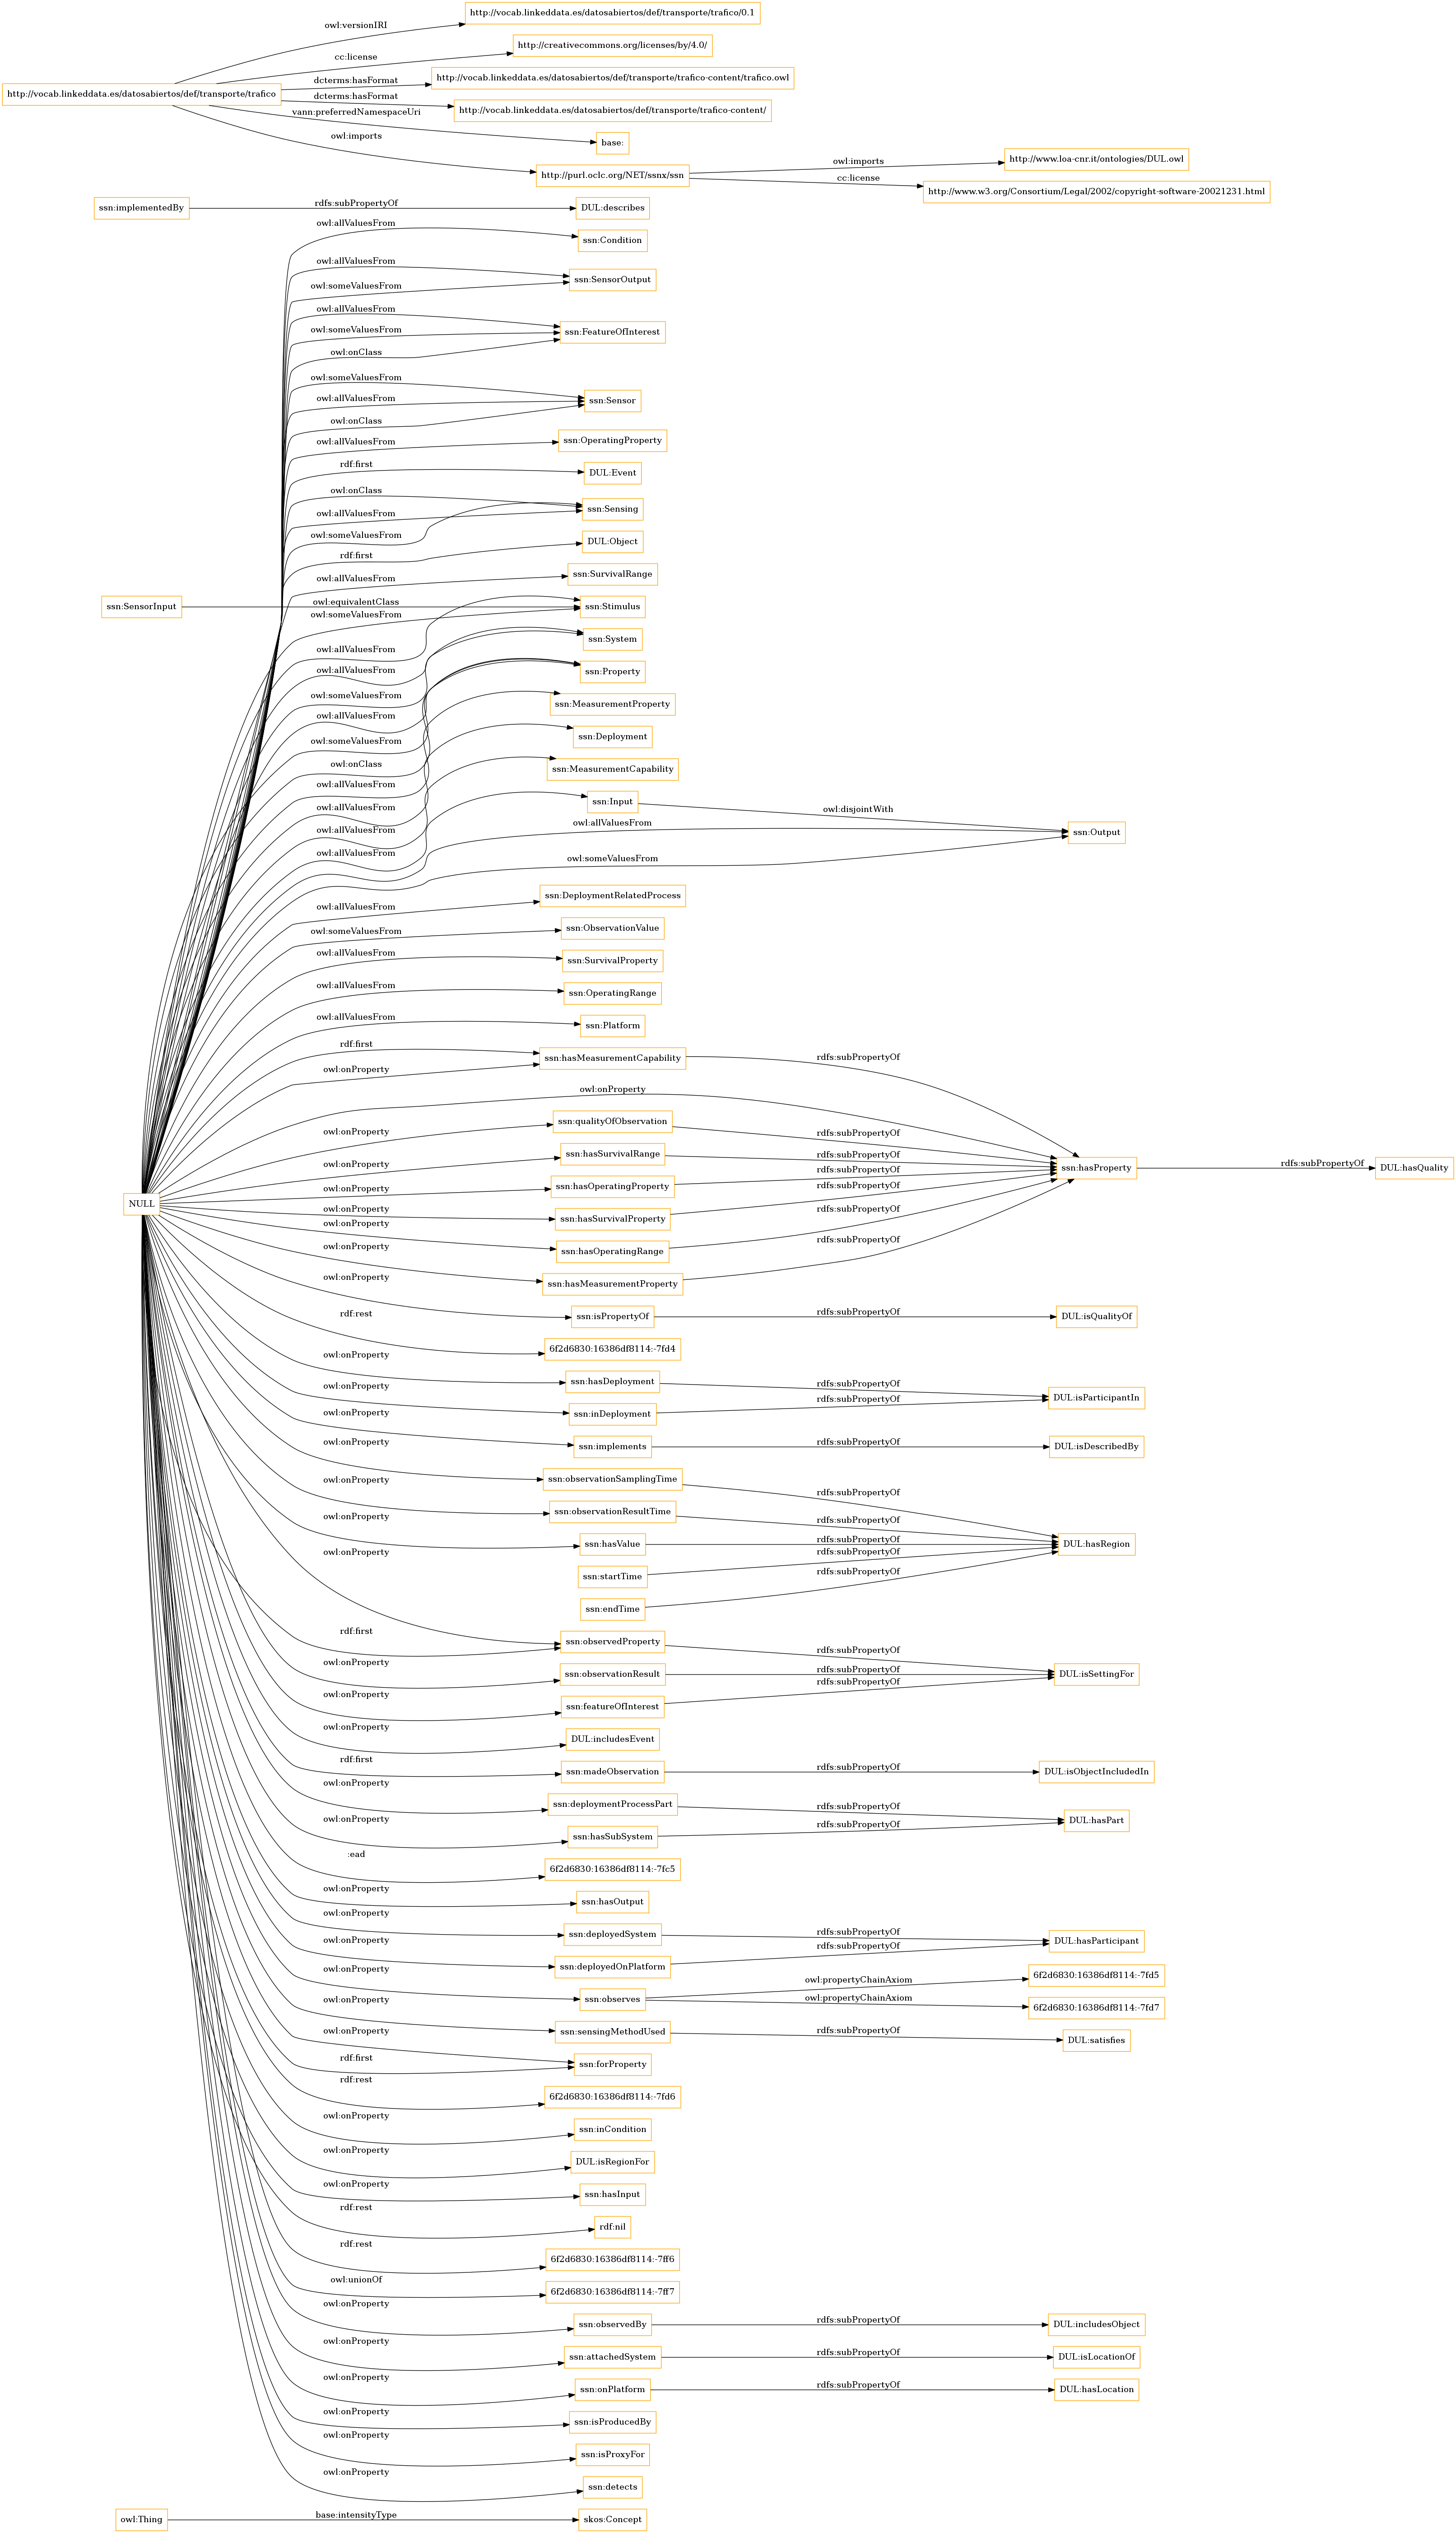 owl:versionIRI
http://vocab.linkeddata.es/datosabiertos/def/transporte/trafico/0.1
cc:license
http://creativecommons.org/licenses/by/4.0/
dcterms:hasFormat
http://vocab.linkeddata.es/datosabiertos/def/transporte/trafico-content/trafico.owl
http://vocab.linkeddata.es/datosabiertos/def/transporte/trafico
dcterms:hasFormat
http://vocab.linkeddata.es/datosabiertos/def/transporte/trafico-content/
vann:preferredNamespaceUri
base:
owl:imports
http://purl.oclc.org/NET/ssnx/ssn
owl:imports
http://www.loa-cnr.it/ontologies/DUL.owl
cc:license
http://www.w3.org/Consortium/Legal/2002/copyright-software-20021231.html
ssn:implementedBy
rdfs:subPropertyOf
DUL:describes
owl:allValuesFrom
ssn:Condition
owl:allValuesFrom
owl:someValuesFrom
ssn:SensorOutput
owl:allValuesFrom
owl:someValuesFrom
owl:onClass
ssn:FeatureOfInterest
owl:someValuesFrom
owl:allValuesFrom
owl:onClass
ssn:Sensor
owl:allValuesFrom
ssn:OperatingProperty
rdf:first
DUL:Event
owl:onClass
owl:allValuesFrom
owl:someValuesFrom
ssn:Sensing
rdf:first
DUL:Object
owl:allValuesFrom
ssn:SurvivalRange
ssn:SensorInput
owl:equivalentClass
owl:someValuesFrom
ssn:Stimulus
owl:allValuesFrom
owl:allValuesFrom
ssn:System
owl:someValuesFrom
owl:allValuesFrom
ssn:Property
owl:someValuesFrom
owl:onClass
owl:allValuesFrom
ssn:MeasurementProperty
owl:allValuesFrom
ssn:Deployment
owl:allValuesFrom
ssn:MeasurementCapability
owl:allValuesFrom
ssn:Input
owl:disjointWith
owl:allValuesFrom
owl:someValuesFrom
ssn:Output
owl:allValuesFrom
ssn:DeploymentRelatedProcess
owl:someValuesFrom
ssn:ObservationValue
owl:allValuesFrom
ssn:SurvivalProperty
owl:allValuesFrom
ssn:OperatingRange
owl:allValuesFrom
ssn:Platform
rdf:first
owl:onProperty
ssn:hasMeasurementCapability
rdfs:subPropertyOf
owl:onProperty
owl:onProperty
ssn:qualityOfObservation
rdfs:subPropertyOf
owl:onProperty
ssn:hasSurvivalRange
rdfs:subPropertyOf
ssn:hasProperty
rdfs:subPropertyOf
DUL:hasQuality
NULL
owl:onProperty
ssn:hasOperatingProperty
rdfs:subPropertyOf
owl:onProperty
ssn:hasSurvivalProperty
rdfs:subPropertyOf
owl:onProperty
ssn:hasOperatingRange
rdfs:subPropertyOf
owl:onProperty
ssn:hasMeasurementProperty
rdfs:subPropertyOf
owl:onProperty
ssn:isPropertyOf
rdfs:subPropertyOf
DUL:isQualityOf
rdf:rest
6f2d6830:16386df8114:-7fd4
owl:onProperty
ssn:hasDeployment
rdfs:subPropertyOf
DUL:isParticipantIn
owl:onProperty
ssn:inDeployment
rdfs:subPropertyOf
owl:onProperty
ssn:implements
rdfs:subPropertyOf
DUL:isDescribedBy
owl:onProperty
ssn:observationSamplingTime
rdfs:subPropertyOf
owl:onProperty
ssn:observationResultTime
rdfs:subPropertyOf
owl:onProperty
ssn:hasValue
rdfs:subPropertyOf
DUL:hasRegion
ssn:startTime
rdfs:subPropertyOf
ssn:endTime
rdfs:subPropertyOf
owl:onProperty
rdf:first
ssn:observedProperty
rdfs:subPropertyOf
owl:onProperty
ssn:observationResult
rdfs:subPropertyOf
DUL:isSettingFor
owl:onProperty
ssn:featureOfInterest
rdfs:subPropertyOf
owl:onProperty
DUL:includesEvent
rdf:first
ssn:madeObservation
rdfs:subPropertyOf
DUL:isObjectIncludedIn
owl:onProperty
ssn:deploymentProcessPart
rdfs:subPropertyOf
DUL:hasPart
owl:onProperty
ssn:hasSubSystem
rdfs:subPropertyOf
:ead
6f2d6830:16386df8114:-7fc5
owl:onProperty
ssn:hasOutput
owl:onProperty
ssn:deployedSystem
rdfs:subPropertyOf
DUL:hasParticipant
owl:onProperty
ssn:deployedOnPlatform
rdfs:subPropertyOf
owl:onProperty
ssn:observes
owl:propertyChainAxiom
6f2d6830:16386df8114:-7fd5
owl:propertyChainAxiom
6f2d6830:16386df8114:-7fd7
owl:onProperty
ssn:sensingMethodUsed
rdfs:subPropertyOf
DUL:satisfies
owl:onProperty
rdf:first
ssn:forProperty
rdf:rest
6f2d6830:16386df8114:-7fd6
owl:onProperty
ssn:inCondition
owl:onProperty
DUL:isRegionFor
owl:onProperty
ssn:hasInput
rdf:rest
rdf:nil
rdf:rest
6f2d6830:16386df8114:-7ff6
owl:unionOf
6f2d6830:16386df8114:-7ff7
owl:onProperty
ssn:observedBy
rdfs:subPropertyOf
DUL:includesObject
owl:onProperty
ssn:attachedSystem
rdfs:subPropertyOf
DUL:isLocationOf
owl:onProperty
ssn:onPlatform
rdfs:subPropertyOf
DUL:hasLocation
owl:onProperty
ssn:isProducedBy
owl:onProperty
ssn:isProxyFor
owl:onProperty
ssn:detects
owl:Thing
base:intensityType
skos:Concept